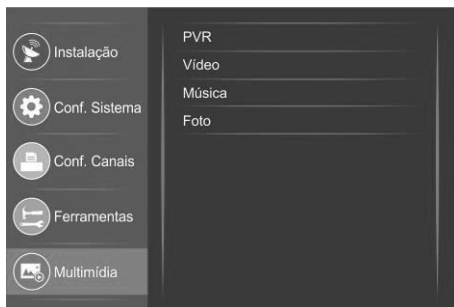 Instalação
Conf. Sistema
Conf. Canais
Ferramentas
Multimídia
PVR
Vídeo
Música
Foto